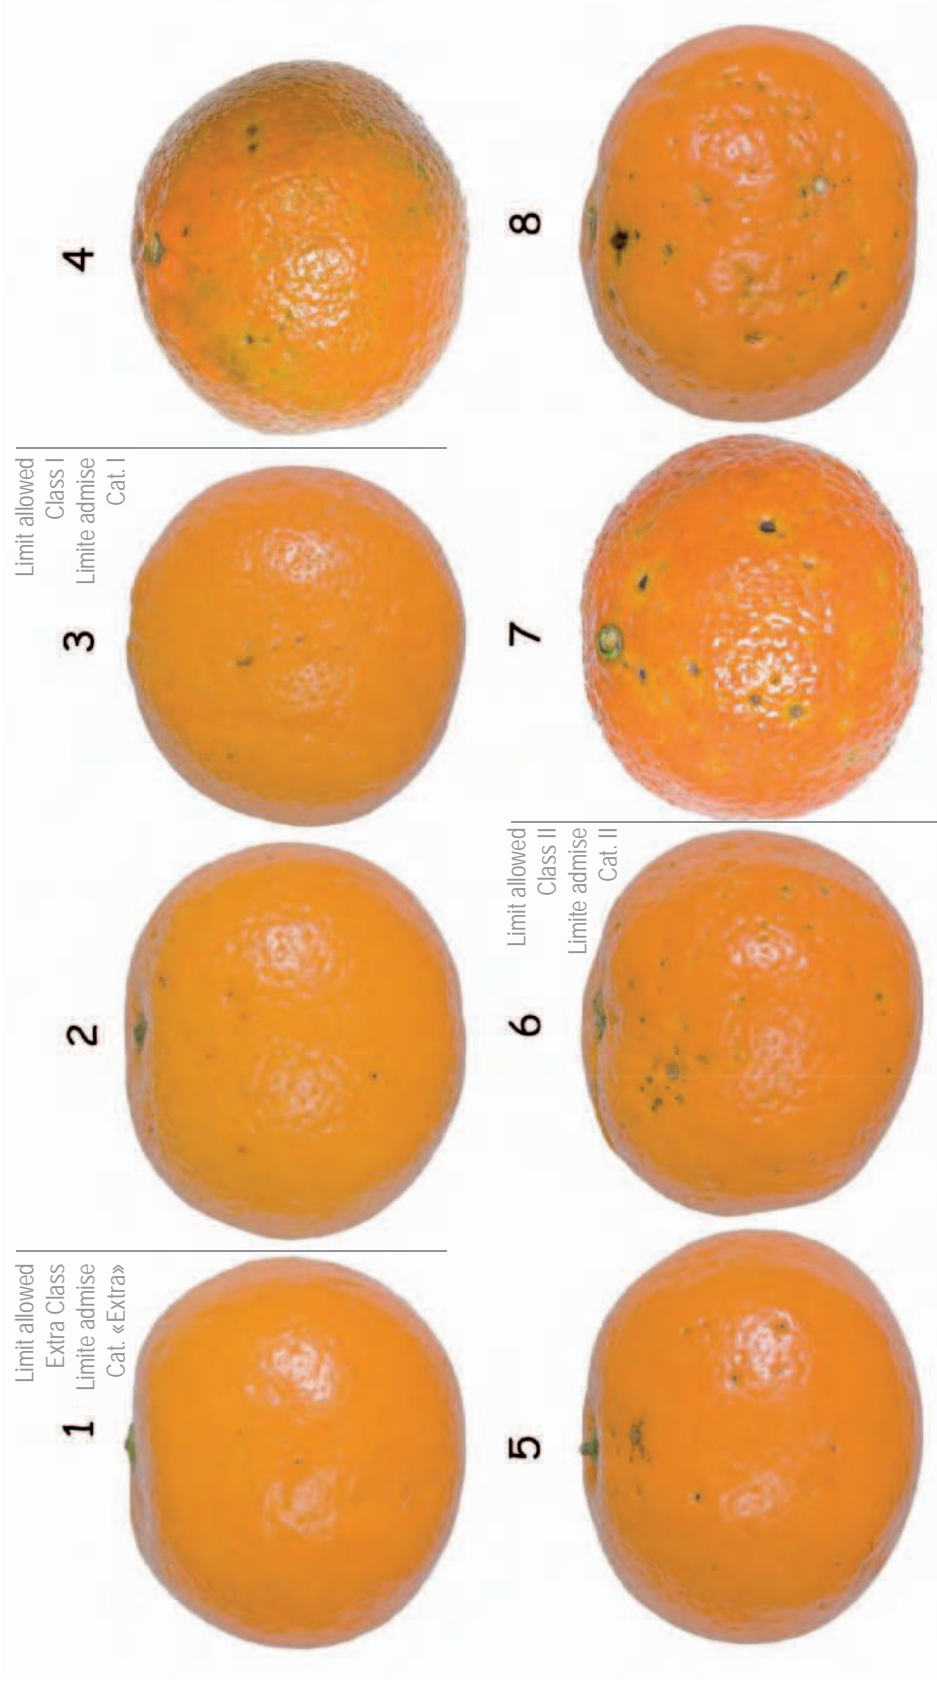 1
Limit allowed
Extra Class
Limite admise
Cat. «Extra»
2
3
Limit allowed
Class I
Limite admise
Cat. I
4
5
6
Limit allowed
Class II
Limite admise
Cat. II
7
8